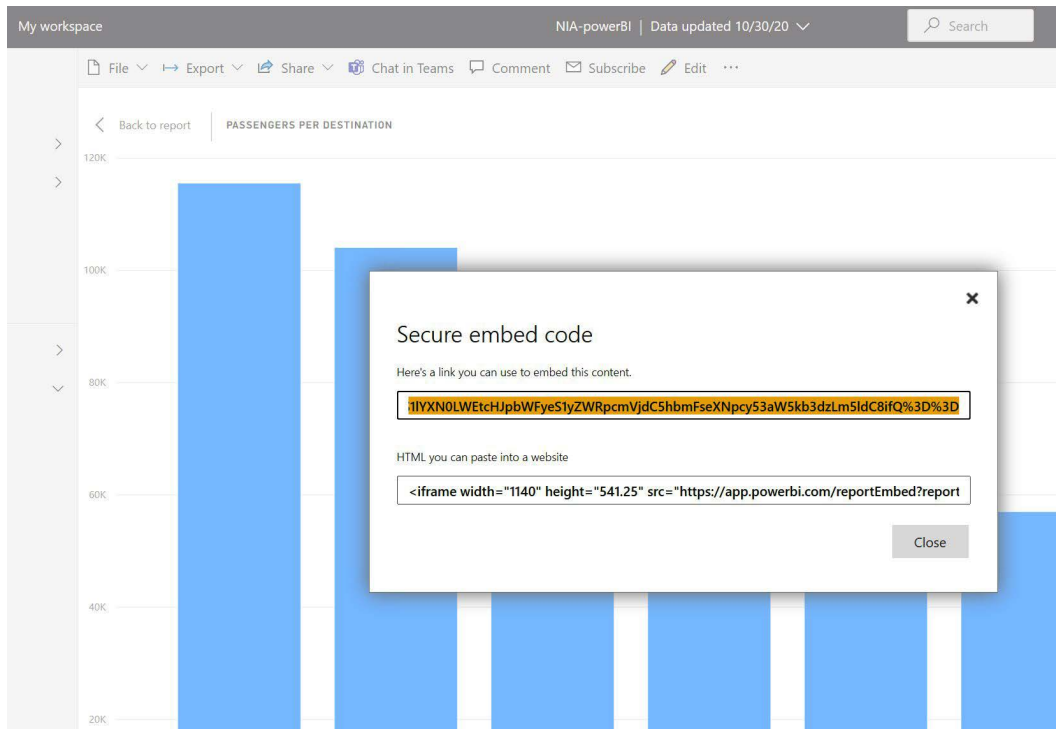 My workspace
NIA-powerBI | Data updated 10/30/20
Search
File Export Share Chat in Teams Comment Subscribe Edit ...
Back to report PASSENGERS PER DESTINATION
120K
100K
80K
60K
40K
20K
Secure embed code
Here's a link you can use to embed this content.
1lYXN0LWEtcHJpbWFyeS1yZWRpcmVjdC5hbmFseXNpcy53aW5kb3dzLm5ldC8ifQ%3D%3D
HTML you can paste into a website
<iframe width="1140" height="541.25" src="https://app.powerbi.com/reportEmbed?report
Close